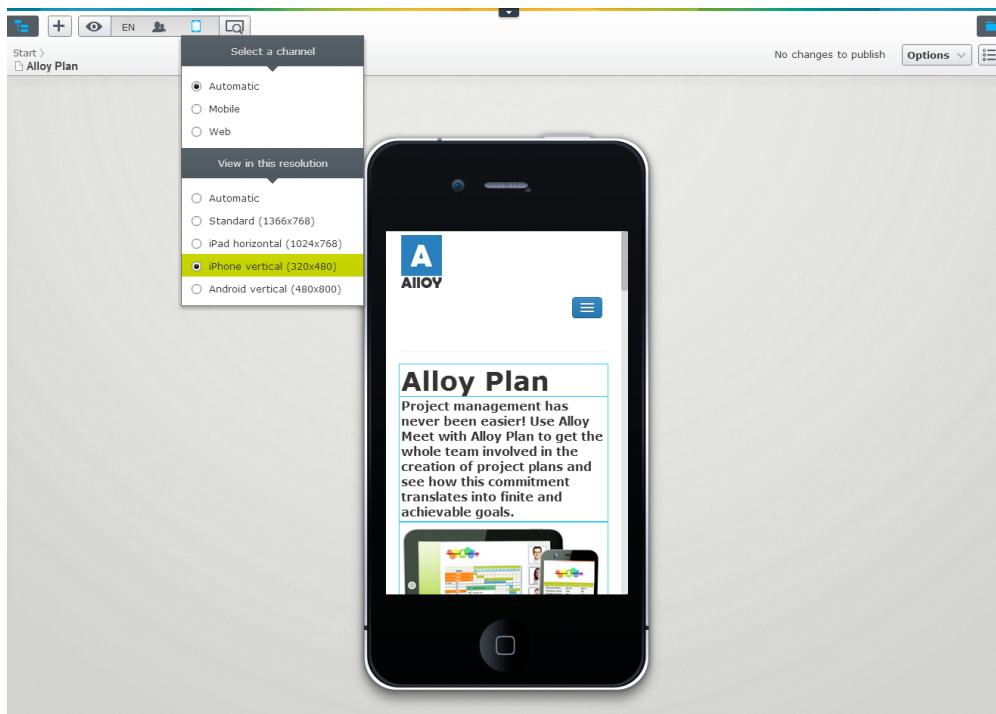 EN
Start
Alloy Plan
No changes to publish
Options
Select a channel
Automatic
Mobile
Web
View in this resolution
Automatic
Standard (1366x768)
iPad horizontal (1024x768)
iPhone vertical (320x480)
Android vertical (480x800)
A
AllOY
Alloy Plan
Project management has
never been easier! Use Alloy
Meet with Alloy Plan to get the
whole team involved in the
creation of project plans and
see how this commitment
translates into finite and
achievable goals.